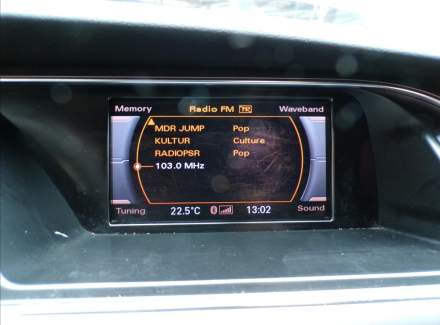 Memory Radio FM TP Waveband
MDR JUMP Pop
KULTUR Culture
RADIOPSR Pop
103.0 MHz
Tuning 22.5°C 13:02 Sound